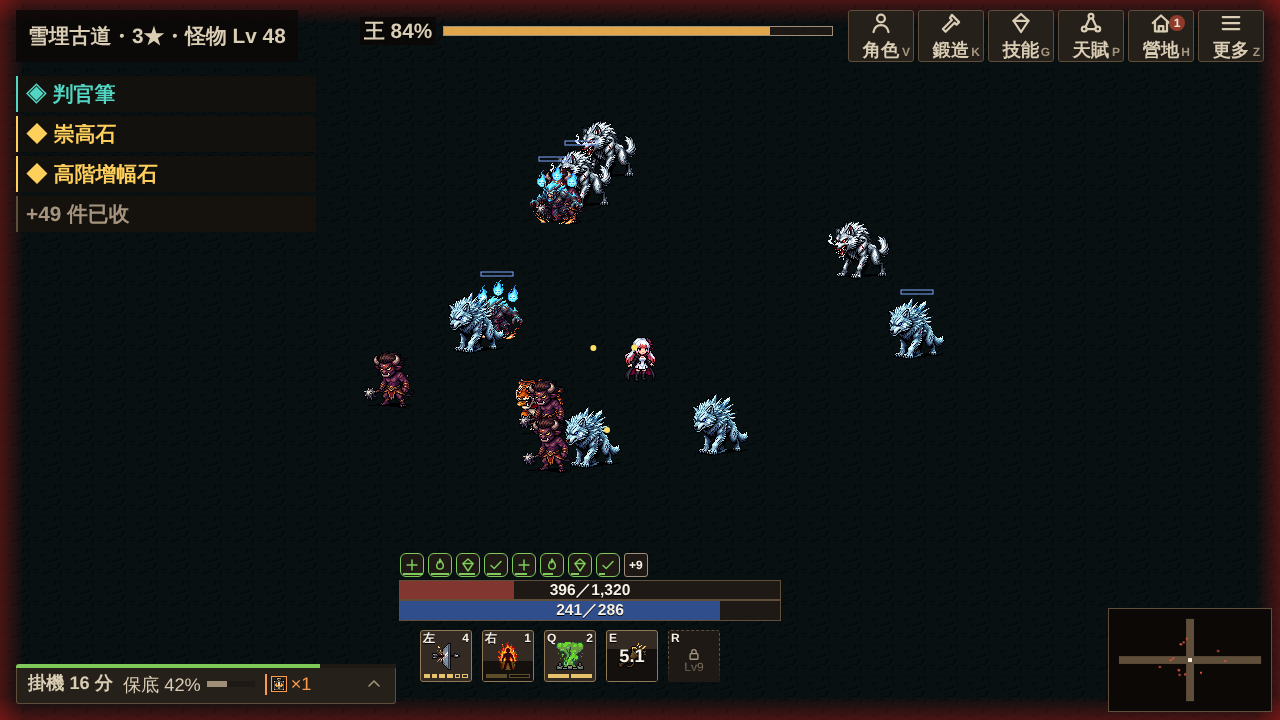 雪埋古道・3★・怪物 Lv 48
王 84%
角色 V
鍛造 K
技能 G
天賦 P
營地 H
1
更多 Z
判官筆
崇高石
高階增幅石
+49 件已收
+9
396／1,320
241／286
左 4
右 1
Q 2
E
5.1
R
Lv9
掛機 16 分
保底 42%
×1